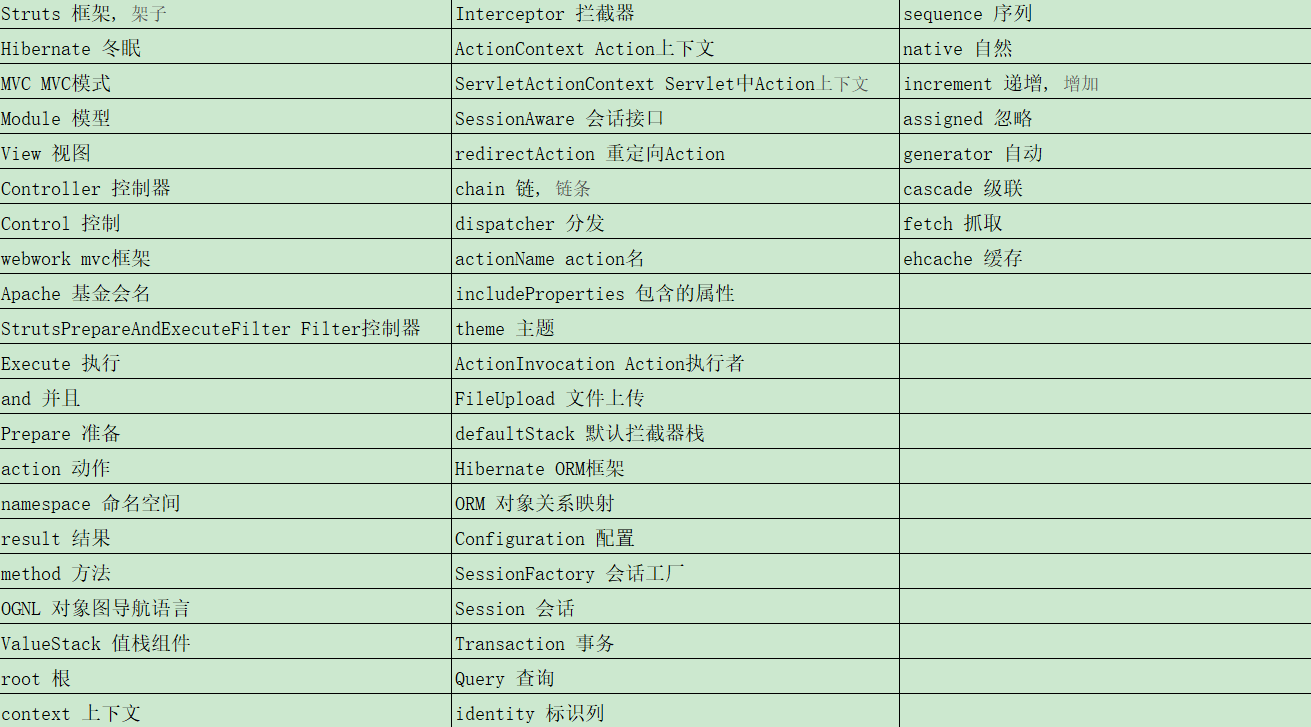 Struts 框架, 架子
Hibernate 冬眠
MVC MVC模式
Module 模型
View 视图
Controller 控制器
Control 控制
webwork mvc框架
Apache 基金会名
StrutsPrepareAndExecuteFilter Filter控制器
Execute 执行
and 并且
Prepare 准备
action 动作
namespace 命名空间
result 结果
method 方法
OGNL 对象图导航语言
ValueStack 值栈组件
root 根
context 上下文
Interceptor 拦截器
ActionContext Action上下文
ServletActionContext Servlet中Action上下文
SessionAware 会话接口
redirectAction 重定向Action
chain 链, 链条
dispatcher 分发
actionName action名
includeProperties 包含的属性
theme 主题
ActionInvocation Action执行者
FileUpload 文件上传
defaultStack 默认拦截器栈
Hibernate ORM框架
ORM 对象关系映射
Configuration 配置
SessionFactory 会话工厂
Session 会话
Transaction 事务
Query 查询
identity 标识列
sequence 序列
native 自然
increment 递增, 增加
assigned 忽略
generator 自动
cascade 级联
fetch 抓取
ehcache 缓存